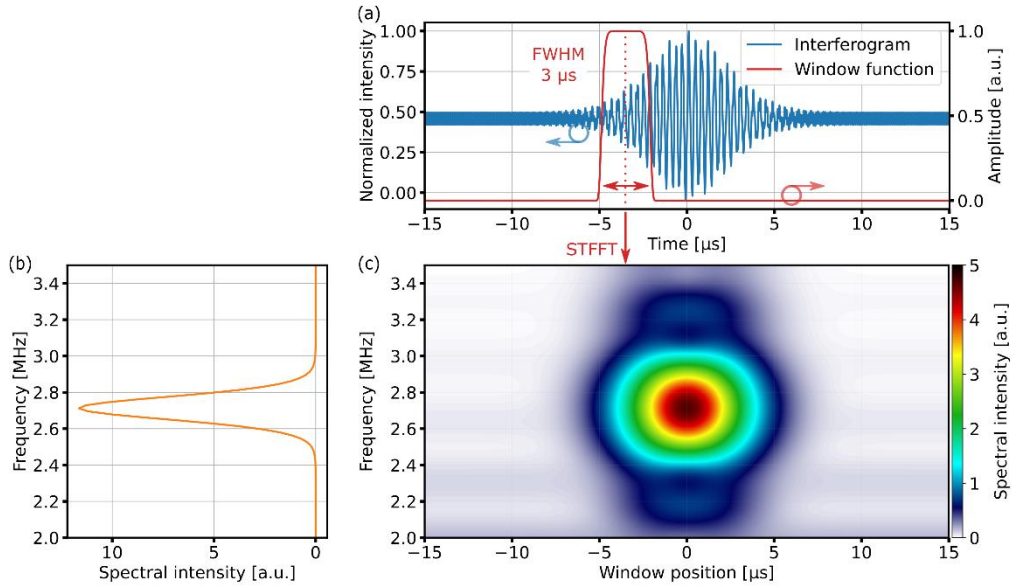 (a)
Normalized intensity
1.00
0.75
0.50
0.25
0.00
FWHM
3 μs
Interferogram
Window function
1.0
0.5
0.0
Amplitude [a.u.]
−15 −10 −5 0 5 10 15
Time [μs]
STFFT
(b)
Frequency [MHz]
3.4
3.2
3.0
2.8
2.6
2.4
2.2
2.0
10 5 0
Spectral intensity [a.u.]
(c)
Frequency [MHz]
3.4
3.2
3.0
2.8
2.6
2.4
2.2
2.0
−15 −10 −5 0 5 10 15
Window position [μs]
5
4
3
2
1
0
Spectral intensity [a.u.]